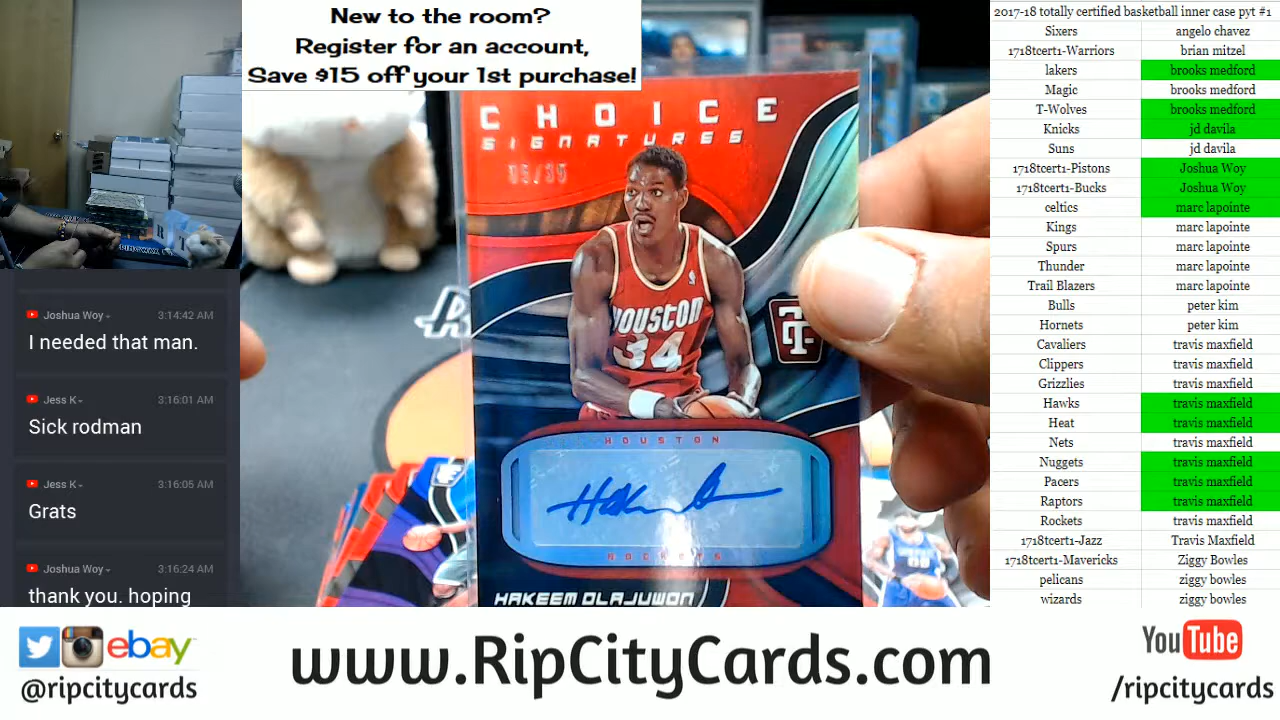 New to the room?
Register for an account,
Save $15 off your 1st purchase!
CHOICE
SIGNATURES
05/35
HOUSTON
34
HOUSTON
ROCKETS
HAKEEM OLAJUWON
Joshua Woy 3:14:42 AM
I needed that man.
Jess K 3:16:01 AM
Sick rodman
Jess K 3:16:05 AM
Grats
Joshua Woy 3:16:24 AM
thank you. hoping
2017-18 totally certified basketball inner case pyt #1
Sixers angelo chavez
1718tcert1-Warriors brian mitzel
lakers brooks medford
Magic brooks medford
T-Wolves brooks medford
Knicks jd davila
Suns jd davila
1718tcert1-Pistons Joshua Woy
1718tcert1-Bucks Joshua Woy
celtics marc lapointe
Kings marc lapointe
Spurs marc lapointe
Thunder marc lapointe
Trail Blazers marc lapointe
Bulls peter kim
Hornets peter kim
Cavaliers travis maxfield
Clippers travis maxfield
Grizzlies travis maxfield
Hawks travis maxfield
Heat travis maxfield
Nets travis maxfield
Nuggets travis maxfield
Pacers travis maxfield
Raptors travis maxfield
Rockets travis maxfield
1718tcert1-Jazz Travis Maxfield
1718tcert1-Mavericks Ziggy Bowles
pelicans ziggy bowles
wizards ziggy bowles
ebay
@ripcitycards
www.RipCityCards.com
YouTube
/ripcitycards